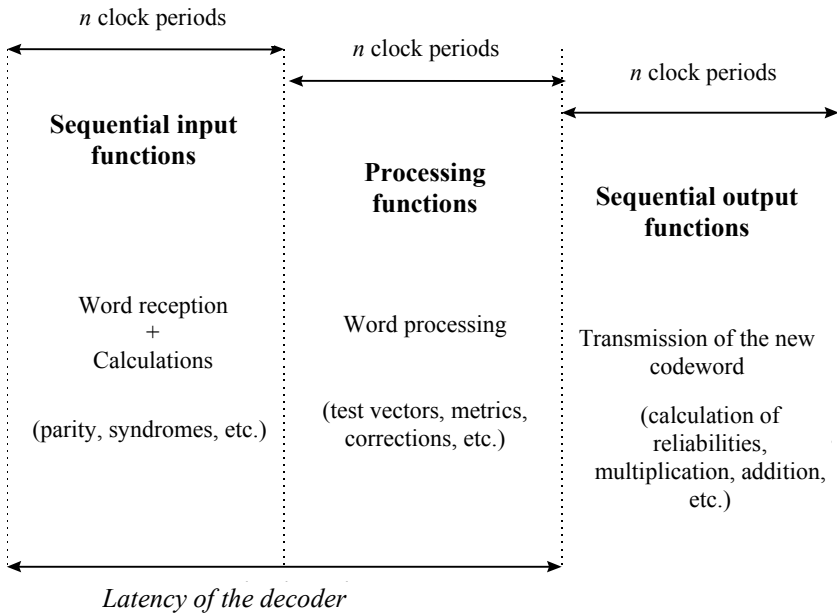 n clock periods
n clock periods
n clock periods
Sequential input
functions
Processing
functions
Sequential output
functions
Word reception
+
Calculations
(parity, syndromes, etc.)
Word processing
(test vectors, metrics,
corrections, etc.)
Transmission of the new
codeword
(calculation of
reliabilities,
multiplication, addition,
etc.)
Latency of the decoder